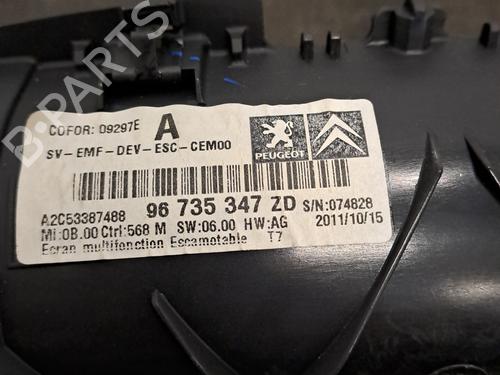 COFOR: 09297E A
SV-EMF-DEV-ESC-CEM00
PEUGEOT
A2C53387488 96 735 347 ZD S/N:074828
MI:0B.00 Ctrl:568 M SW:06.00 HW:AG 2011/10/15
Ecran multifonction Escamotable T7
B-Parts